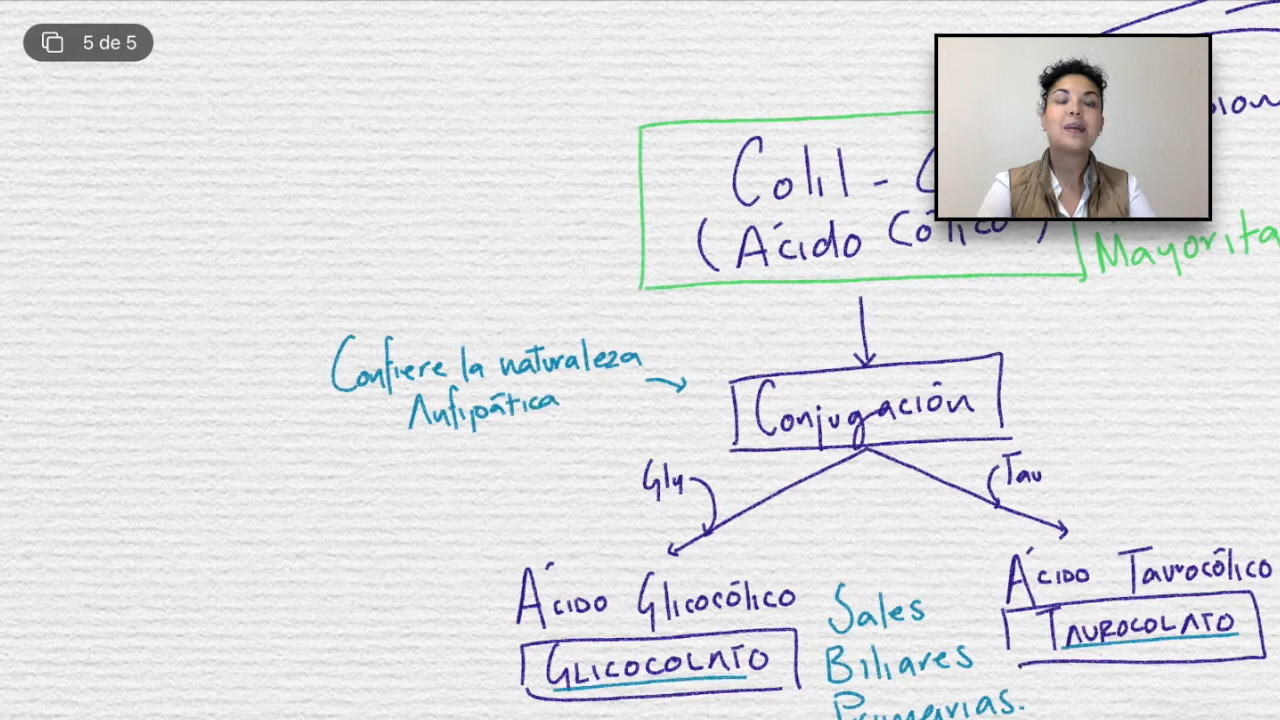 5 de 5
Colil -
(Ácido Cólico)
Mayorita
Confiere la naturaleza
Anfipática
Conjugación
Gly
Tau
Ácido Glicocólico
Ácido Taurocólico
GLICOCOLATO
TAUROCOLATO
Sales
Biliares
Primarias.